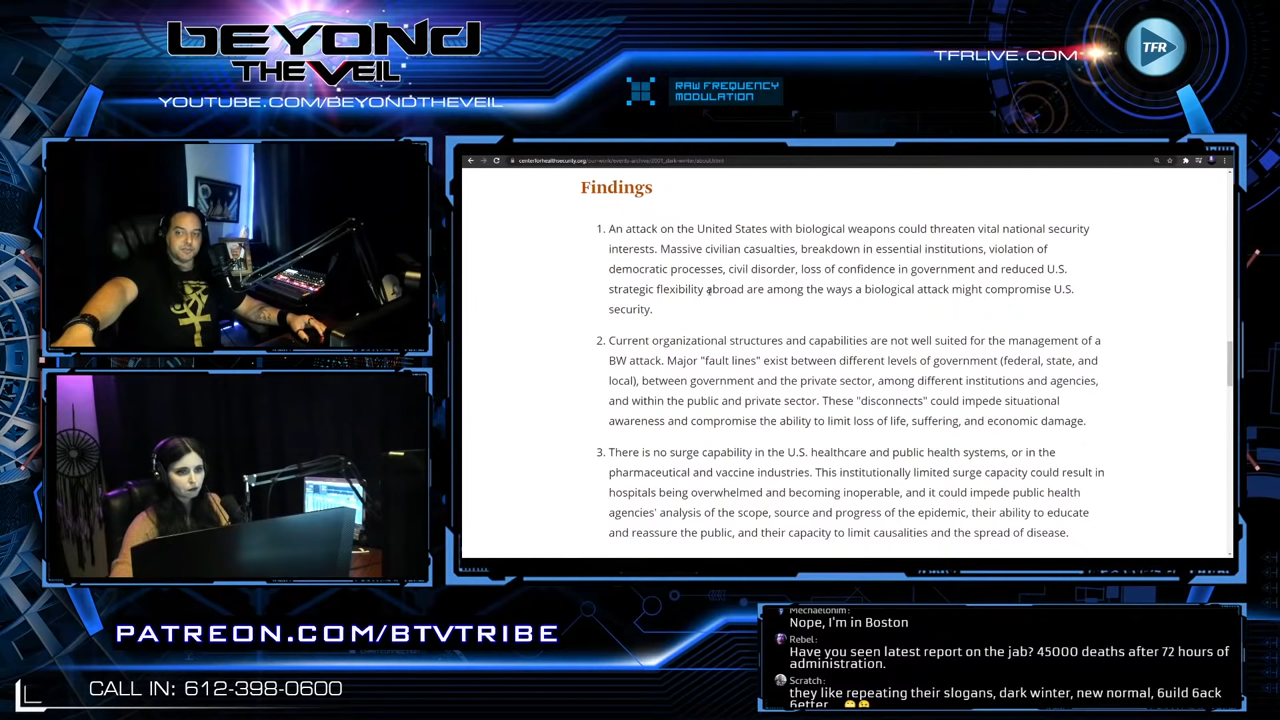 BEYOND
THE VEIL
YOUTUBE.COM/BEYONDTHEVEIL
TFRLIVE.COM
TFR
RAW FREQUENCY
MODULATION
centerforhealthsecurity.org/our-work/events-archive/2001_dark-winter/about.html
Findings
1. An attack on the United States with biological weapons could threaten vital national security
interests. Massive civilian casualties, breakdown in essential institutions, violation of
democratic processes, civil disorder, loss of confidence in government and reduced U.S.
strategic flexibility abroad are among the ways a biological attack might compromise U.S.
security.
2. Current organizational structures and capabilities are not well suited for the management of a
BW attack. Major "fault lines" exist between different levels of government (federal, state, and
local), between government and the private sector, among different institutions and agencies,
and within the public and private sector. These "disconnects" could impede situational
awareness and compromise the ability to limit loss of life, suffering, and economic damage.
3. There is no surge capability in the U.S. healthcare and public health systems, or in the
pharmaceutical and vaccine industries. This institutionally limited surge capacity could result in
hospitals being overwhelmed and becoming inoperable, and it could impede public health
agencies' analysis of the scope, source and progress of the epidemic, their ability to educate
and reassure the public, and their capacity to limit causalities and the spread of disease.
PATREON.COM/BTVTRIBE
CALL IN: 612-398-0600
Nope, I'm in Boston
Rebel:
Have you seen latest report on the jab? 45000 deaths after 72 hours of
administration.
Scratch:
they like repeating their slogans, dark winter, new normal, 6uild 6ack
6etter